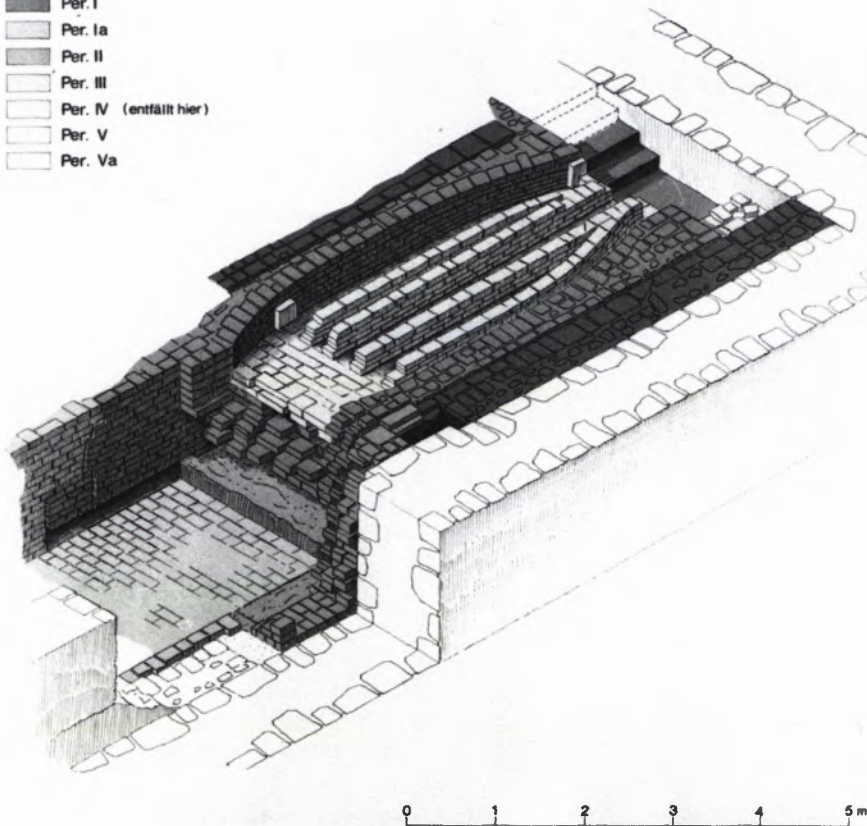 Per. I
Per. Ia
Per. II
Per. III
Per. IV (entfällt hier)
Per. V
Per. Va
0 1 2 3 4 5 m